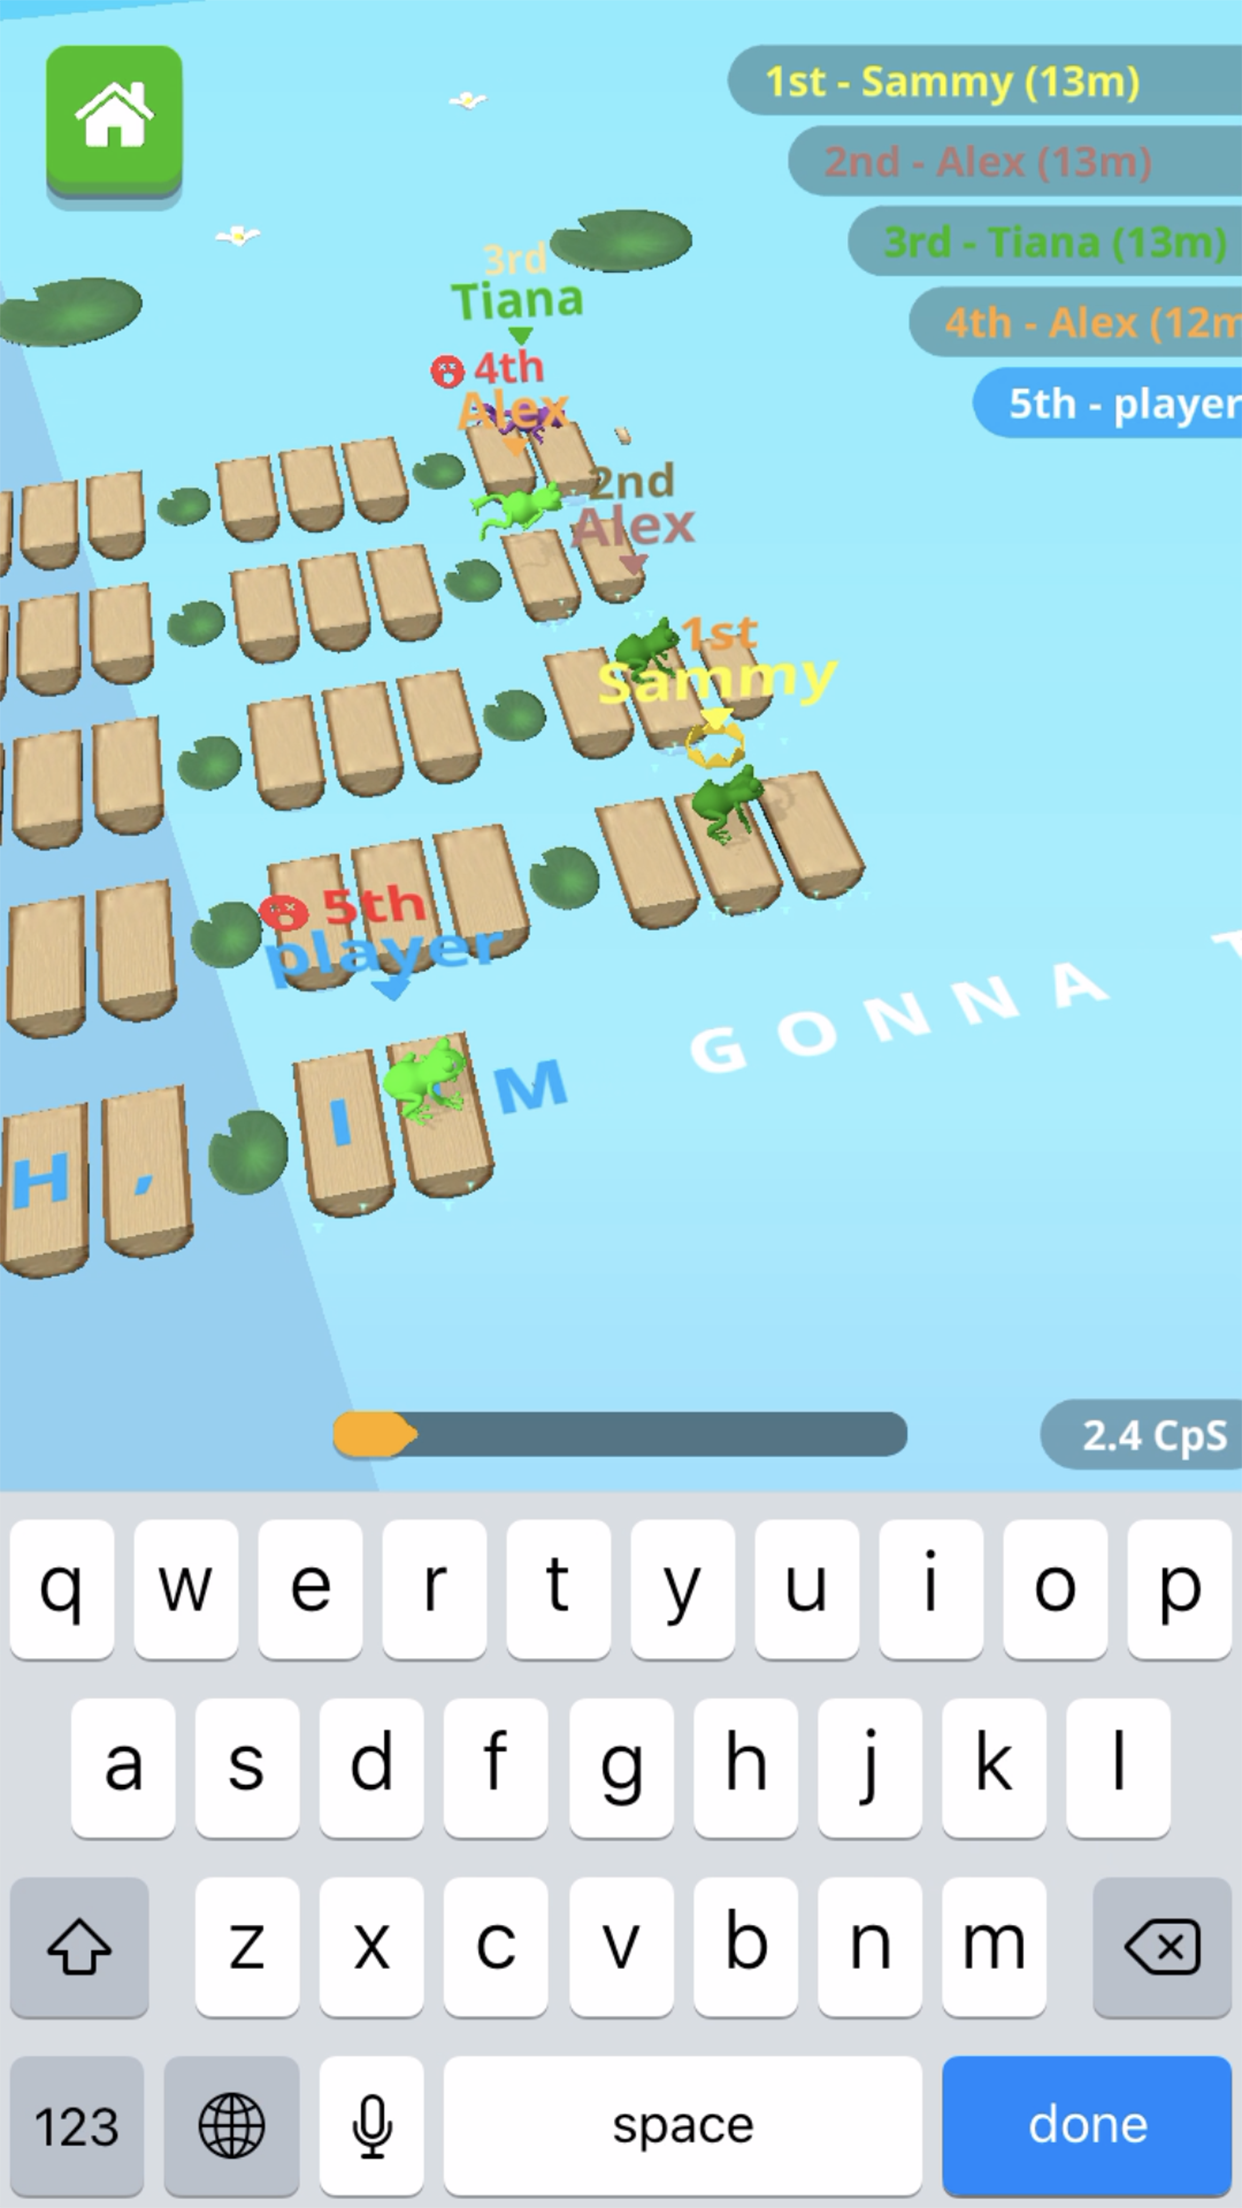 1st - Sammy (13m)
2nd - Alex (13m)
3rd - Tiana (13m)
4th - Alex (12m
5th - player
3rd
Tiana
4th
Alex
2nd
Alex
1st
Sammy
5th
player
H, I M GONNA T
2.4 CpS
q w e r t y u i o p
a s d f g h j k l
z x c v b n m
123 space done